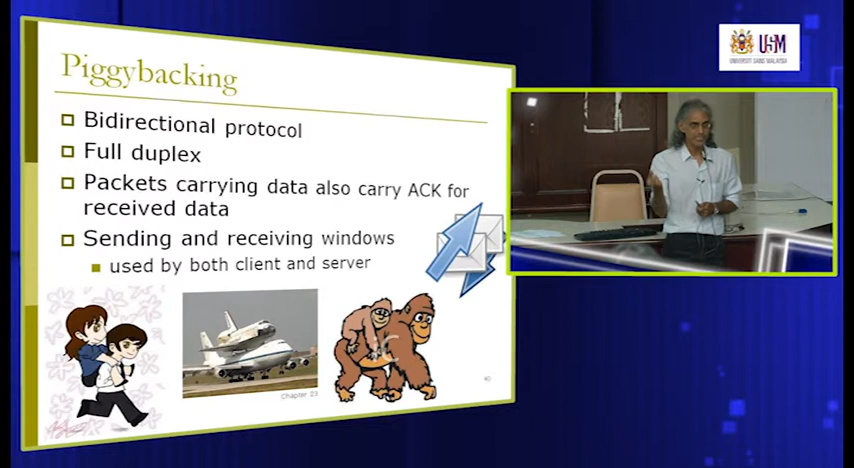 Piggybacking
Bidirectional protocol
Full duplex
Packets carrying data also carry ACK for
received data
Sending and receiving windows
used by both client and server
Chapter 23
40
USM
UNIVERSITI SAINS MALAYSIA